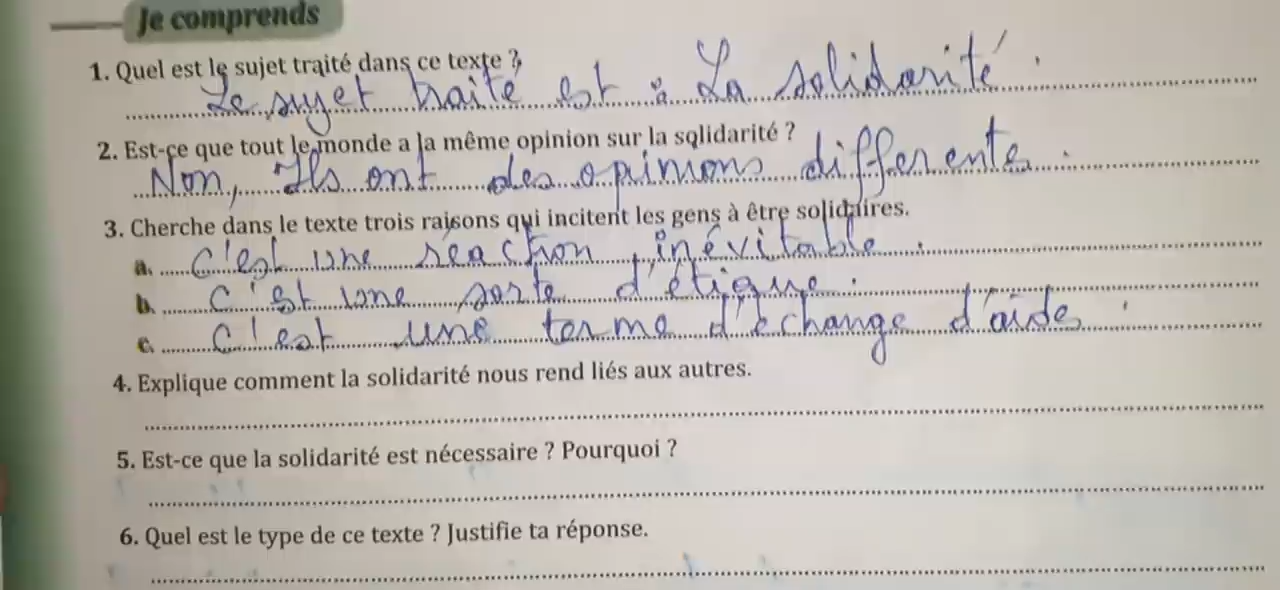 Je comprends
1. Quel est le sujet traité dans ce texte ?
Le sujet traité est : La solidarité.
2. Est-ce que tout le monde a la même opinion sur la solidarité ?
Non, Ils ont des opinions differents.
3. Cherche dans le texte trois raisons qui incitent les gens à être solidaires.
a. c'est une réaction inévitable.
b. C'est une sorte d'étique.
c. C'est une terme d'échange d'aide.
4. Explique comment la solidarité nous rend liés aux autres.
5. Est-ce que la solidarité est nécessaire ? Pourquoi ?
6. Quel est le type de ce texte ? Justifie ta réponse.